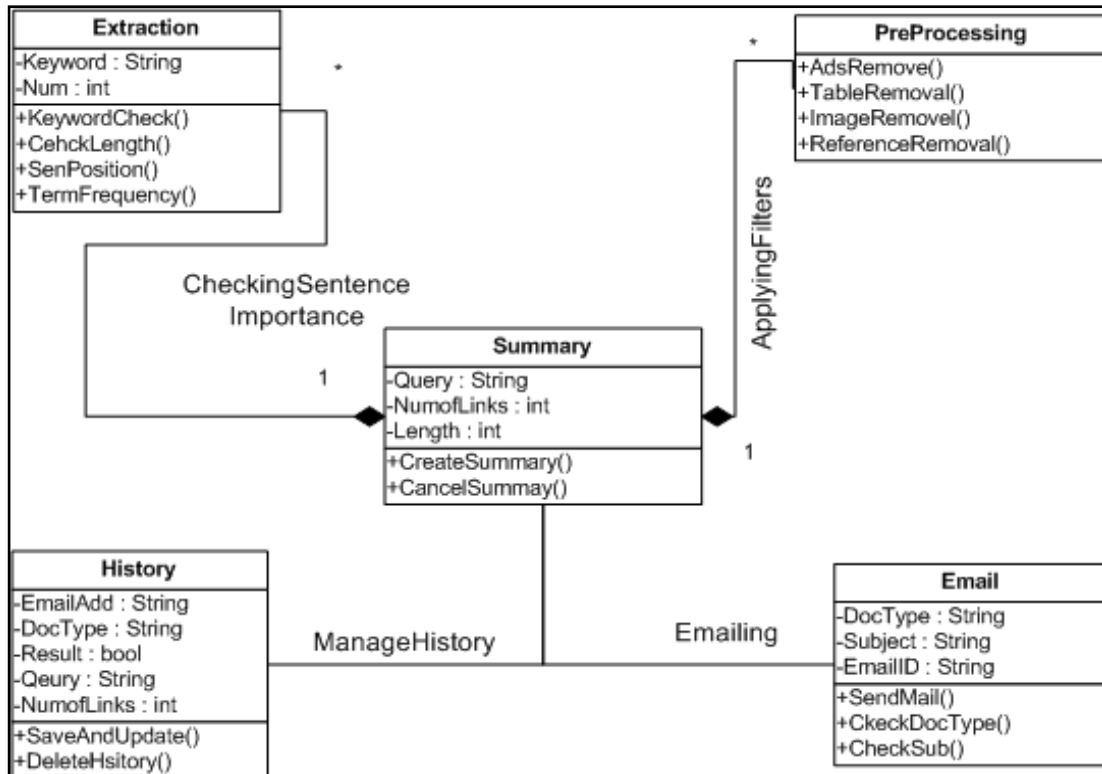 Extraction
-Keyword : String
-Num : int
+KeywordCheck()
+CehckLength()
+SenPosition()
+TermFrequency()
*
*
PreProcessing
+AdsRemove()
+TableRemoval()
+ImageRemovel()
+ReferenceRemoval()
CheckingSentence
Importance
ApplyingFilters
1
1
Summary
-Query : String
-NumofLinks : int
-Length : int
+CreateSummary()
+CancelSummay()
History
-EmailAdd : String
-DocType : String
-Result : bool
-Qeury : String
-NumofLinks : int
+SaveAndUpdate()
+DeleteHsitory()
ManageHistory
Emailing
Email
-DocType : String
-Subject : String
-EmailID : String
+SendMail()
+CkeckDocType()
+CheckSub()